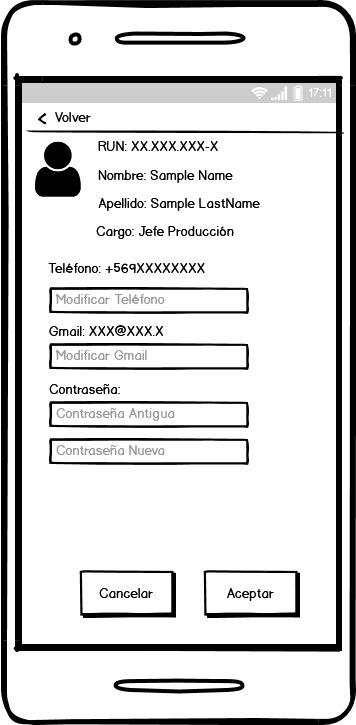 17:11
Volver
RUN: XX.XXX.XXX-X
Nombre: Sample Name
Apellido: Sample LastName
Cargo: Jefe Producción
Teléfono: +569XXXXXXXX
Modificar Teléfono
Gmail: XXX@XXX.X
Modificar Gmail
Contraseña:
Contraseña Antigua
Contraseña Nueva
Cancelar Aceptar